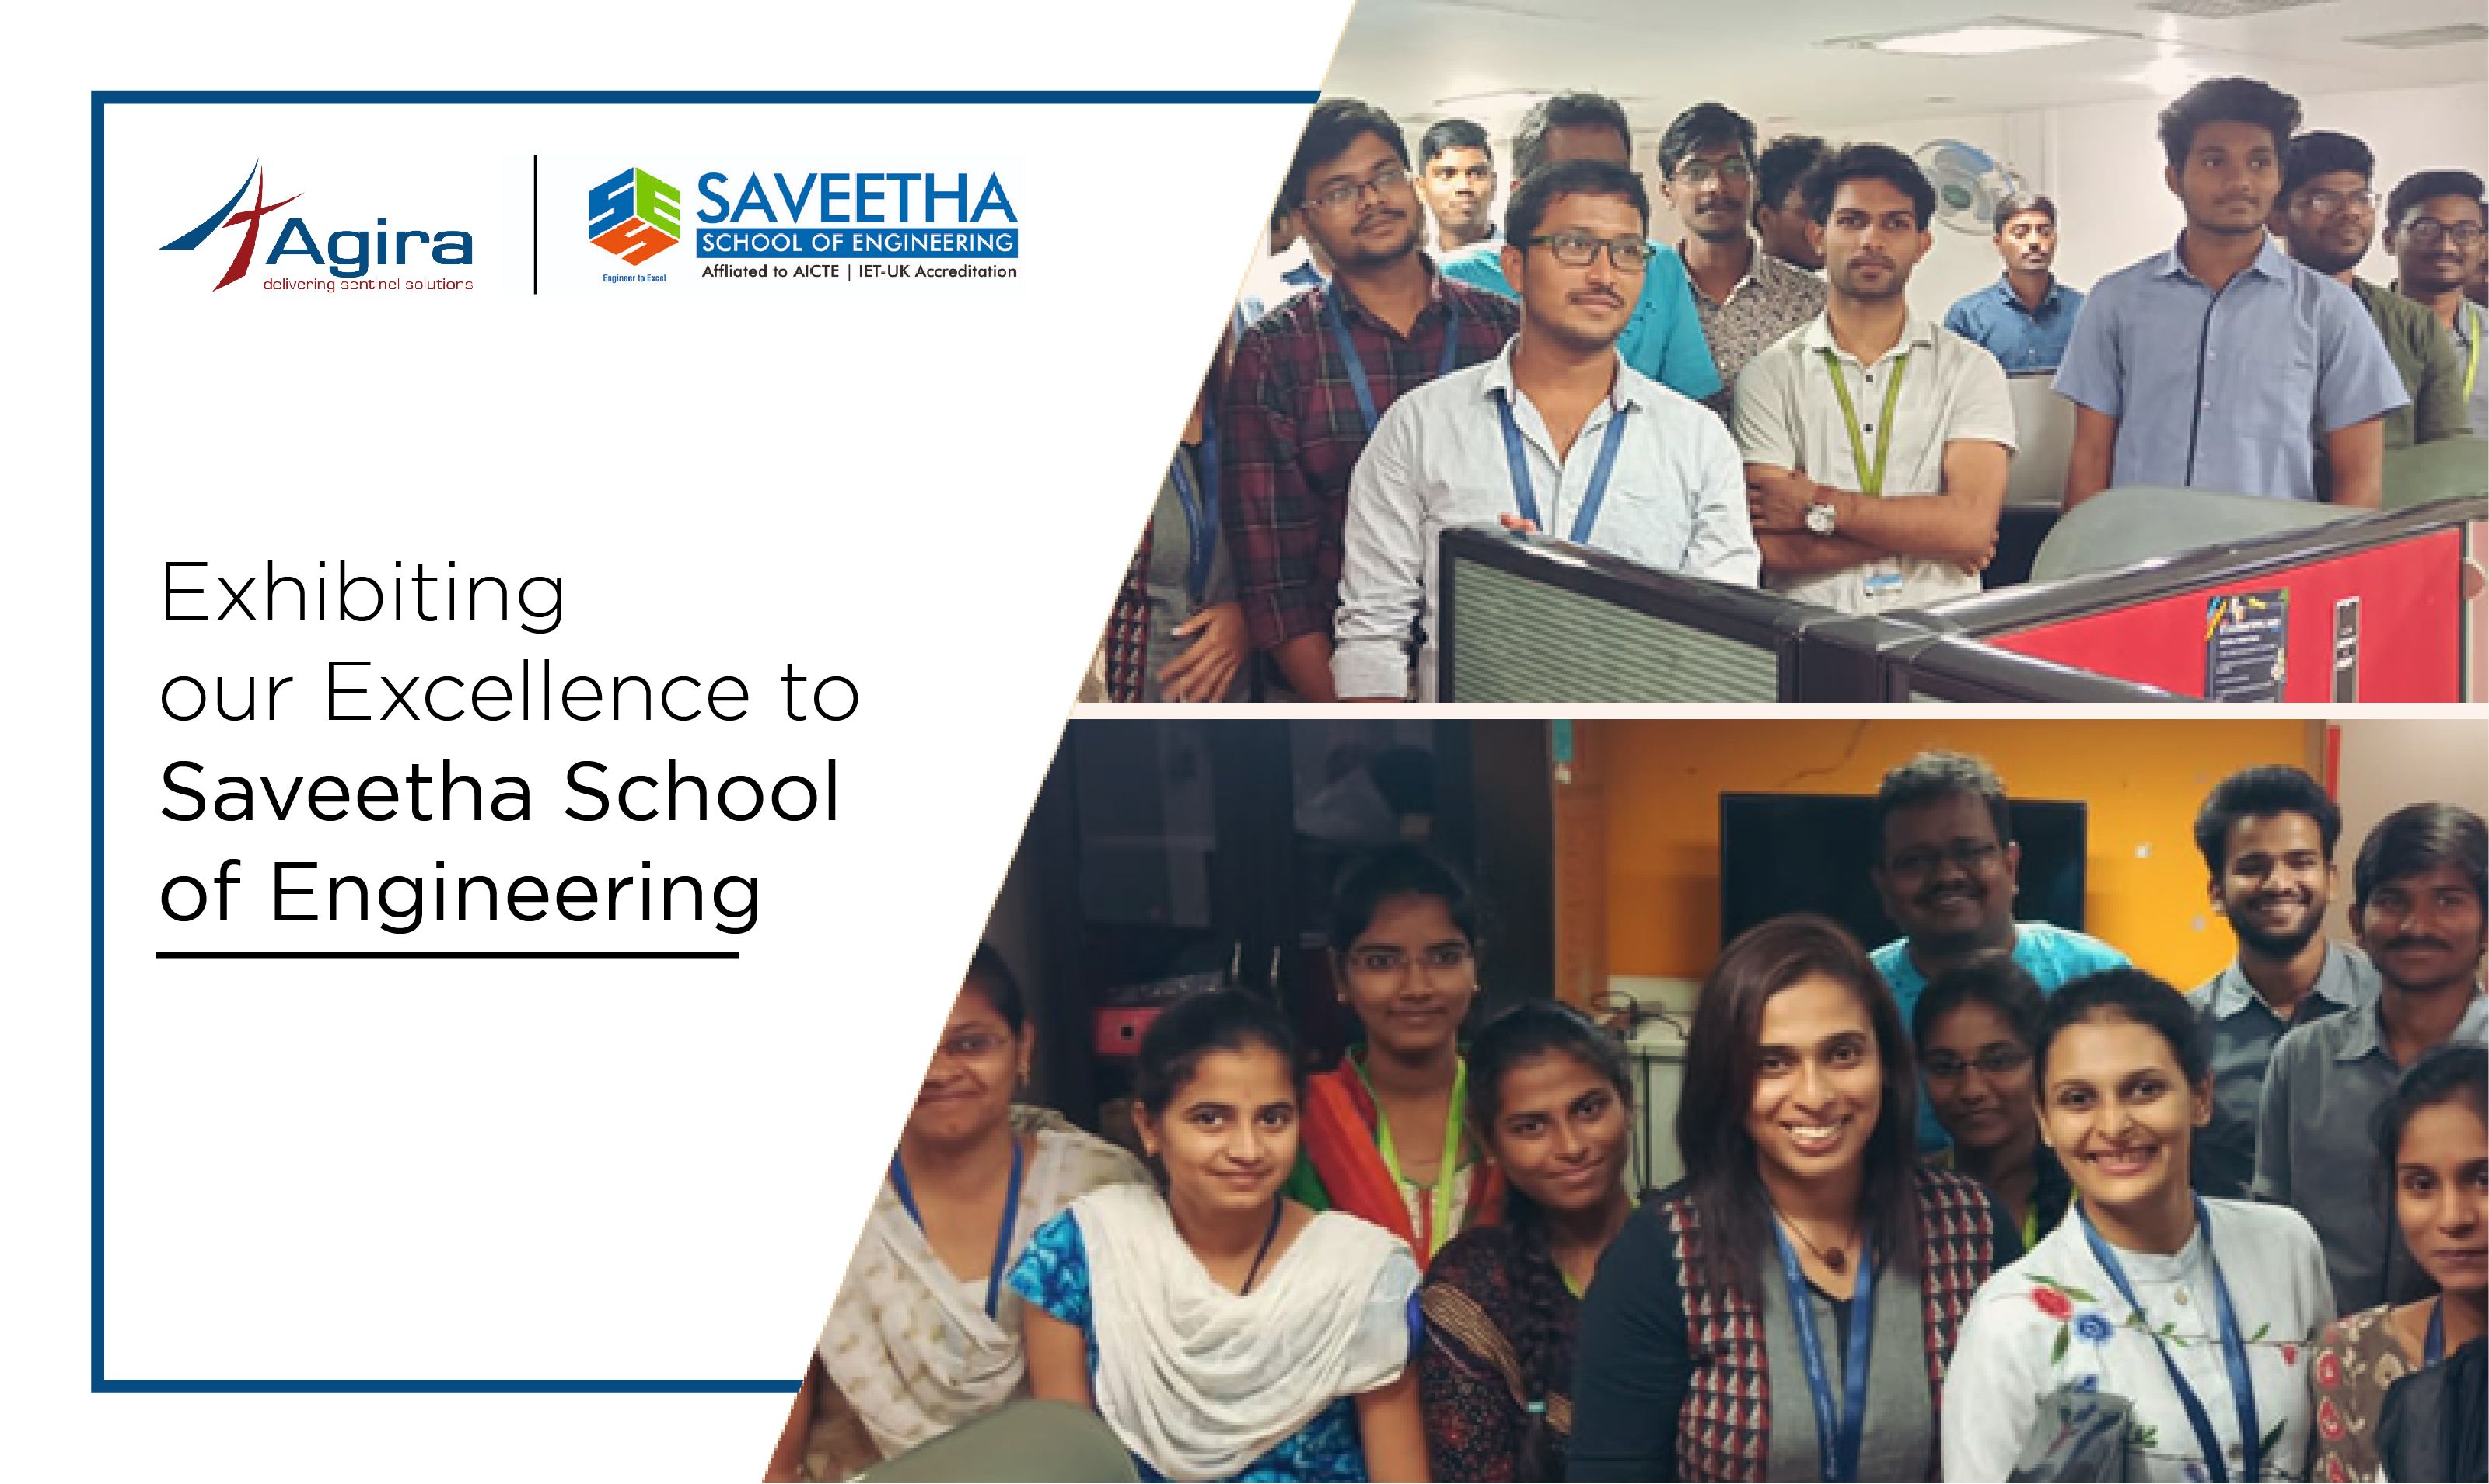 Agira
delivering sentinel solutions
Engineer to Excel
SAVEETHA
SCHOOL OF ENGINEERING
Affliated to AICTE | IET-UK Accreditation
Exhibiting
our Excellence to
Saveetha School
of Engineering